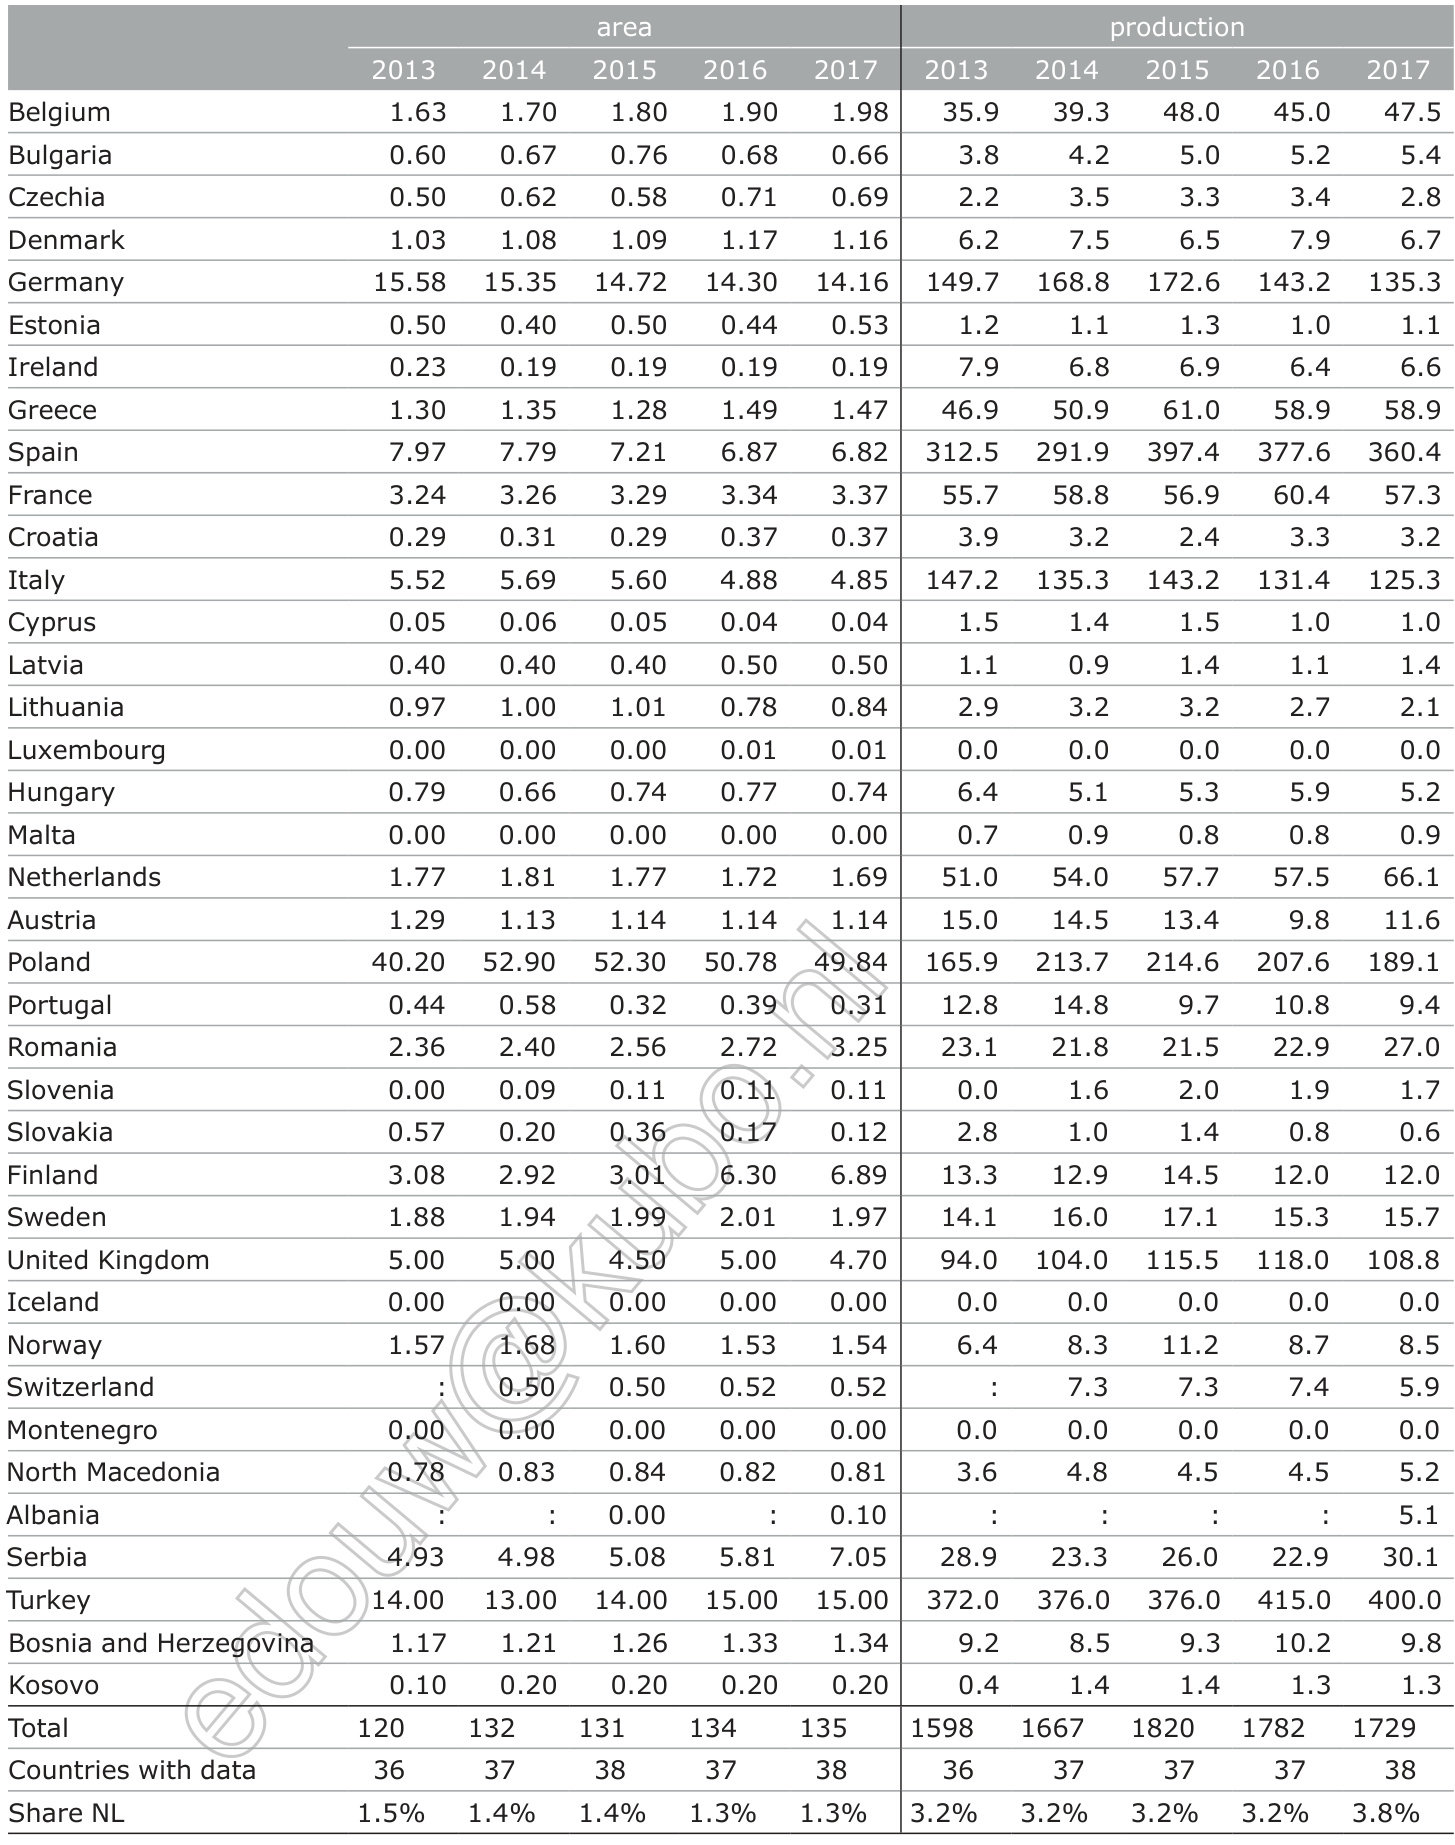 area production
2013 2014 2015 2016 2017 2013 2014 2015 2016 2017
Belgium 1.63 1.70 1.80 1.90 1.98 35.9 39.3 48.0 45.0 47.5
Bulgaria 0.60 0.67 0.76 0.68 0.66 3.8 4.2 5.0 5.2 5.4
Czechia 0.50 0.62 0.58 0.71 0.69 2.2 3.5 3.3 3.4 2.8
Denmark 1.03 1.08 1.09 1.17 1.16 6.2 7.5 6.5 7.9 6.7
Germany 15.58 15.35 14.72 14.30 14.16 149.7 168.8 172.6 143.2 135.3
Estonia 0.50 0.40 0.50 0.44 0.53 1.2 1.1 1.3 1.0 1.1
Ireland 0.23 0.19 0.19 0.19 0.19 7.9 6.8 6.9 6.4 6.6
Greece 1.30 1.35 1.28 1.49 1.47 46.9 50.9 61.0 58.9 58.9
Spain 7.97 7.79 7.21 6.87 6.82 312.5 291.9 397.4 377.6 360.4
France 3.24 3.26 3.29 3.34 3.37 55.7 58.8 56.9 60.4 57.3
Croatia 0.29 0.31 0.29 0.37 0.37 3.9 3.2 2.4 3.3 3.2
Italy 5.52 5.69 5.60 4.88 4.85 147.2 135.3 143.2 131.4 125.3
Cyprus 0.05 0.06 0.05 0.04 0.04 1.5 1.4 1.5 1.0 1.0
Latvia 0.40 0.40 0.40 0.50 0.50 1.1 0.9 1.4 1.1 1.4
Lithuania 0.97 1.00 1.01 0.78 0.84 2.9 3.2 3.2 2.7 2.1
Luxembourg 0.00 0.00 0.00 0.01 0.01 0.0 0.0 0.0 0.0 0.0
Hungary 0.79 0.66 0.74 0.77 0.74 6.4 5.1 5.3 5.9 5.2
Malta 0.00 0.00 0.00 0.00 0.00 0.7 0.9 0.8 0.8 0.9
Netherlands 1.77 1.81 1.77 1.72 1.69 51.0 54.0 57.7 57.5 66.1
Austria 1.29 1.13 1.14 1.14 1.14 15.0 14.5 13.4 9.8 11.6
Poland 40.20 52.90 52.30 50.78 49.84 165.9 213.7 214.6 207.6 189.1
Portugal 0.44 0.58 0.32 0.39 0.31 12.8 14.8 9.7 10.8 9.4
Romania 2.36 2.40 2.56 2.72 3.25 23.1 21.8 21.5 22.9 27.0
Slovenia 0.00 0.09 0.11 0.11 0.11 0.0 1.6 2.0 1.9 1.7
Slovakia 0.57 0.20 0.36 0.17 0.12 2.8 1.0 1.4 0.8 0.6
Finland 3.08 2.92 3.01 6.30 6.89 13.3 12.9 14.5 12.0 12.0
Sweden 1.88 1.94 1.99 2.01 1.97 14.1 16.0 17.1 15.3 15.7
United Kingdom 5.00 5.00 4.50 5.00 4.70 94.0 104.0 115.5 118.0 108.8
Iceland 0.00 0.00 0.00 0.00 0.00 0.0 0.0 0.0 0.0 0.0
Norway 1.57 1.68 1.60 1.53 1.54 6.4 8.3 11.2 8.7 8.5
Switzerland : 0.50 0.50 0.52 0.52 : 7.3 7.3 7.4 5.9
Montenegro 0.00 0.00 0.00 0.00 0.00 0.0 0.0 0.0 0.0 0.0
North Macedonia 0.78 0.83 0.84 0.82 0.81 3.6 4.8 4.5 4.5 5.2
Albania : : 0.00 : 0.10 : : : : 5.1
Serbia 4.93 4.98 5.08 5.81 7.05 28.9 23.3 26.0 22.9 30.1
Turkey 14.00 13.00 14.00 15.00 15.00 372.0 376.0 376.0 415.0 400.0
Bosnia and Herzegovina 1.17 1.21 1.26 1.33 1.34 9.2 8.5 9.3 10.2 9.8
Kosovo 0.10 0.20 0.20 0.20 0.20 0.4 1.4 1.4 1.3 1.3
Total 120 132 131 134 135 1598 1667 1820 1782 1729
Countries with data 36 37 38 37 38 36 37 37 37 38
Share NL 1.5% 1.4% 1.4% 1.3% 1.3% 3.2% 3.2% 3.2% 3.2% 3.8%
edouw@kubo.nl